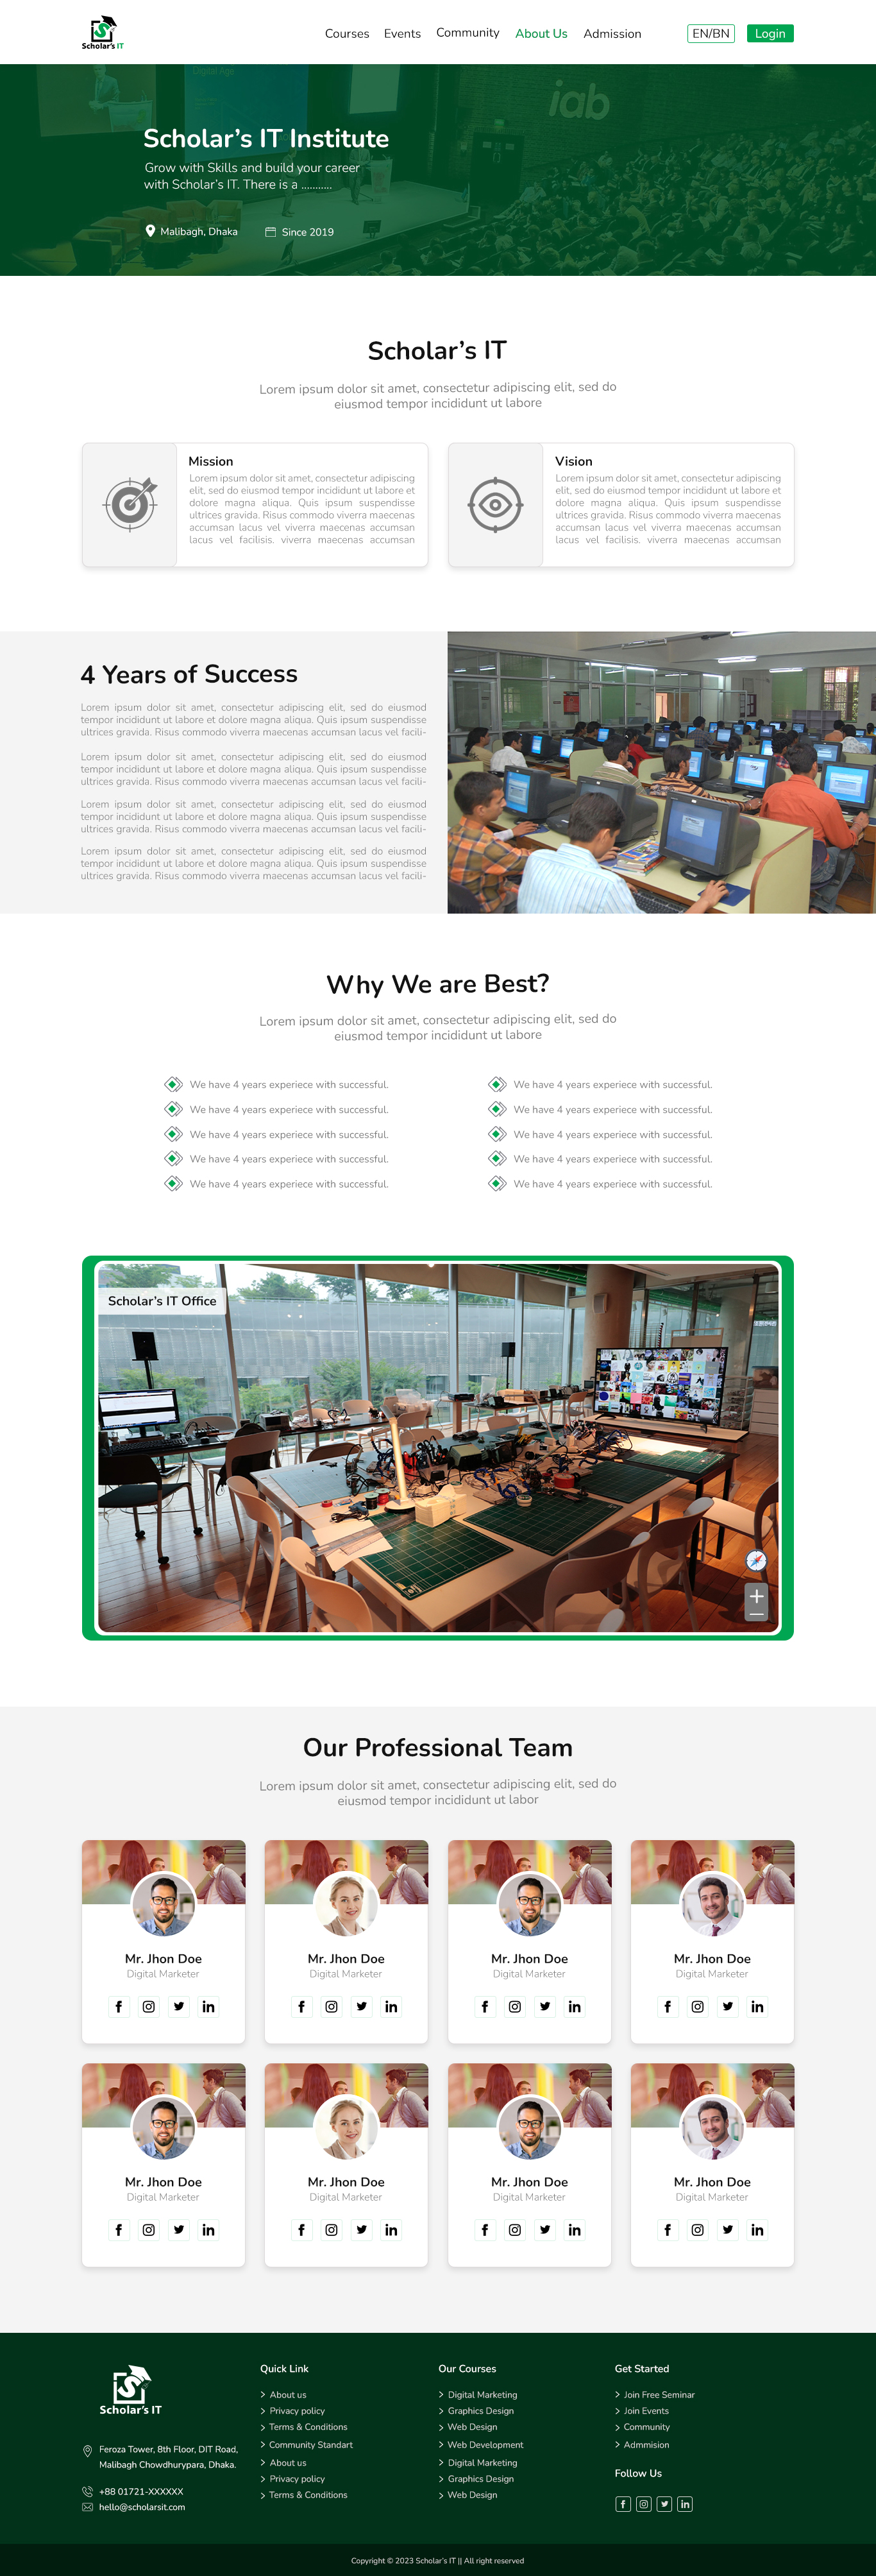 Scholar's IT
Courses Events Community About Us Admission EN/BN Login
Digital Age
iab
Scholar's IT Institute
Grow with Skills and build your career
with Scholar's IT. There is a ...........
Malibagh, Dhaka Since 2019
Scholar's IT
Lorem ipsum dolor sit amet, consectetur adipiscing elit, sed do
eiusmod tempor incididunt ut labore
Mission
Lorem ipsum dolor sit amet, consectetur adipiscing
elit, sed do eiusmod tempor incididunt ut labore et
dolore magna aliqua. Quis ipsum suspendisse
ultrices gravida. Risus commodo viverra maecenas
accumsan lacus vel viverra maecenas accumsan
lacus vel facilisis. viverra maecenas accumsan
Vision
Lorem ipsum dolor sit amet, consectetur adipiscing
elit, sed do eiusmod tempor incididunt ut labore et
dolore magna aliqua. Quis ipsum suspendisse
ultrices gravida. Risus commodo viverra maecenas
accumsan lacus vel viverra maecenas accumsan
lacus vel facilisis. viverra maecenas accumsan
4 Years of Success
Lorem ipsum dolor sit amet, consectetur adipiscing elit, sed do eiusmod
tempor incididunt ut labore et dolore magna aliqua. Quis ipsum suspendisse
ultrices gravida. Risus commodo viverra maecenas accumsan lacus vel facili-
Lorem ipsum dolor sit amet, consectetur adipiscing elit, sed do eiusmod
tempor incididunt ut labore et dolore magna aliqua. Quis ipsum suspendisse
ultrices gravida. Risus commodo viverra maecenas accumsan lacus vel facili-
Lorem ipsum dolor sit amet, consectetur adipiscing elit, sed do eiusmod
tempor incididunt ut labore et dolore magna aliqua. Quis ipsum suspendisse
ultrices gravida. Risus commodo viverra maecenas accumsan lacus vel facili-
Lorem ipsum dolor sit amet, consectetur adipiscing elit, sed do eiusmod
tempor incididunt ut labore et dolore magna aliqua. Quis ipsum suspendisse
ultrices gravida. Risus commodo viverra maecenas accumsan lacus vel facili-
Why We are Best?
Lorem ipsum dolor sit amet, consectetur adipiscing elit, sed do
eiusmod tempor incididunt ut labore
We have 4 years experiece with successful.
We have 4 years experiece with successful.
We have 4 years experiece with successful.
We have 4 years experiece with successful.
We have 4 years experiece with successful.
We have 4 years experiece with successful.
We have 4 years experiece with successful.
We have 4 years experiece with successful.
We have 4 years experiece with successful.
We have 4 years experiece with successful.
Scholar's IT Office
Our Professional Team
Lorem ipsum dolor sit amet, consectetur adipiscing elit, sed do
eiusmod tempor incididunt ut labor
Mr. Jhon Doe
Digital Marketer
Mr. Jhon Doe
Digital Marketer
Mr. Jhon Doe
Digital Marketer
Mr. Jhon Doe
Digital Marketer
Mr. Jhon Doe
Digital Marketer
Mr. Jhon Doe
Digital Marketer
Mr. Jhon Doe
Digital Marketer
Mr. Jhon Doe
Digital Marketer
Scholar's IT
Feroza Tower, 8th Floor, DIT Road,
Malibagh Chowdhurypara, Dhaka.
+88 01721-XXXXXX
hello@scholarsit.com
Quick Link
About us
Privacy policy
Terms & Conditions
Community Standart
About us
Privacy policy
Terms & Conditions
Our Courses
Digital Marketing
Graphics Design
Web Design
Web Development
Digital Marketing
Graphics Design
Web Design
Get Started
Join Free Seminar
Join Events
Community
Admmision
Follow Us
Copyright © 2023 Scholar's IT || All right reserved